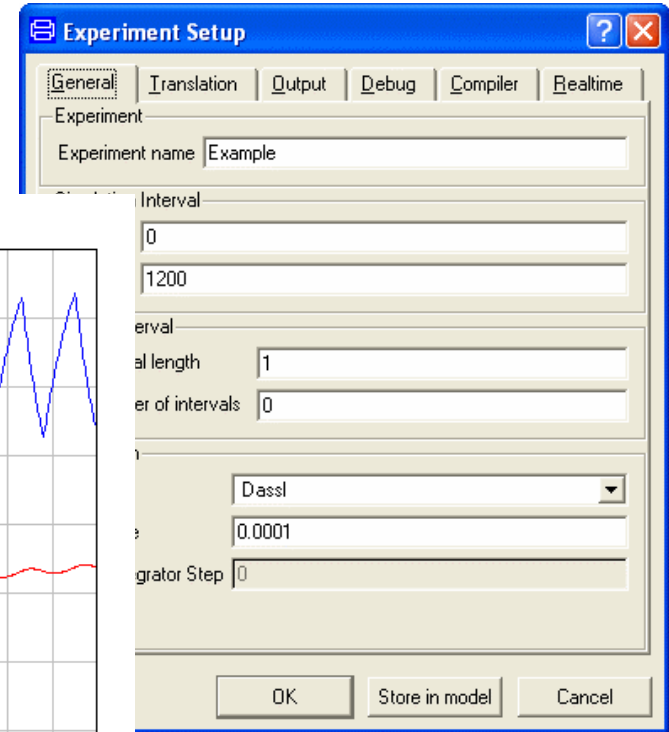 Experiment Setup
General Translation Output Debug Compiler Realtime
Experiment
Experiment name Example
Interval
0
1200
erval
al length 1
er of intervals 0
Dassl
0.0001
egrator Step 0
OK Store in model Cancel